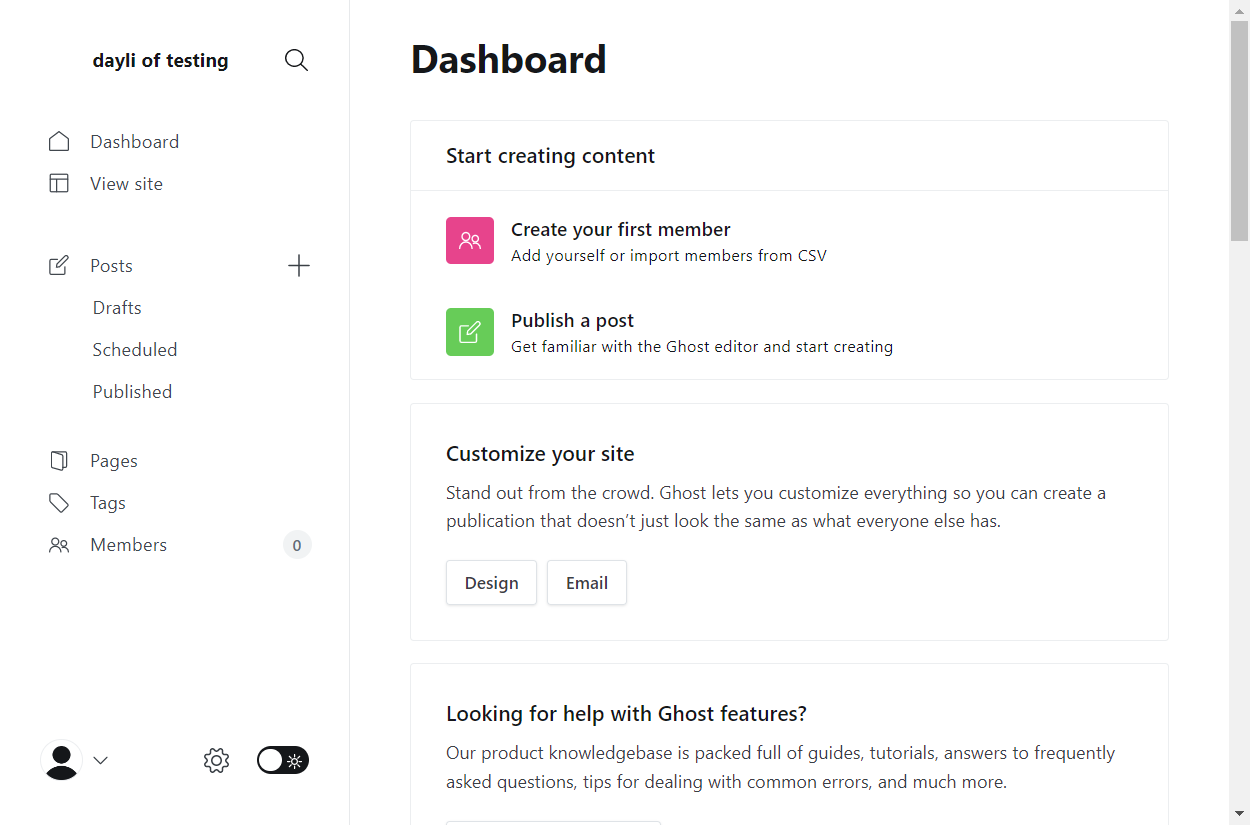 dayli of testing
Dashboard
View site
Posts
Drafts
Scheduled
Published
Pages
Tags
Members
0
Dashboard
Start creating content
Create your first member
Add yourself or import members from CSV
Publish a post
Get familiar with the Ghost editor and start creating
Customize your site
Stand out from the crowd. Ghost lets you customize everything so you can create a
publication that doesn’t just look the same as what everyone else has.
Design
Email
Looking for help with Ghost features?
Our product knowledgebase is packed full of guides, tutorials, answers to frequently
asked questions, tips for dealing with common errors, and much more.